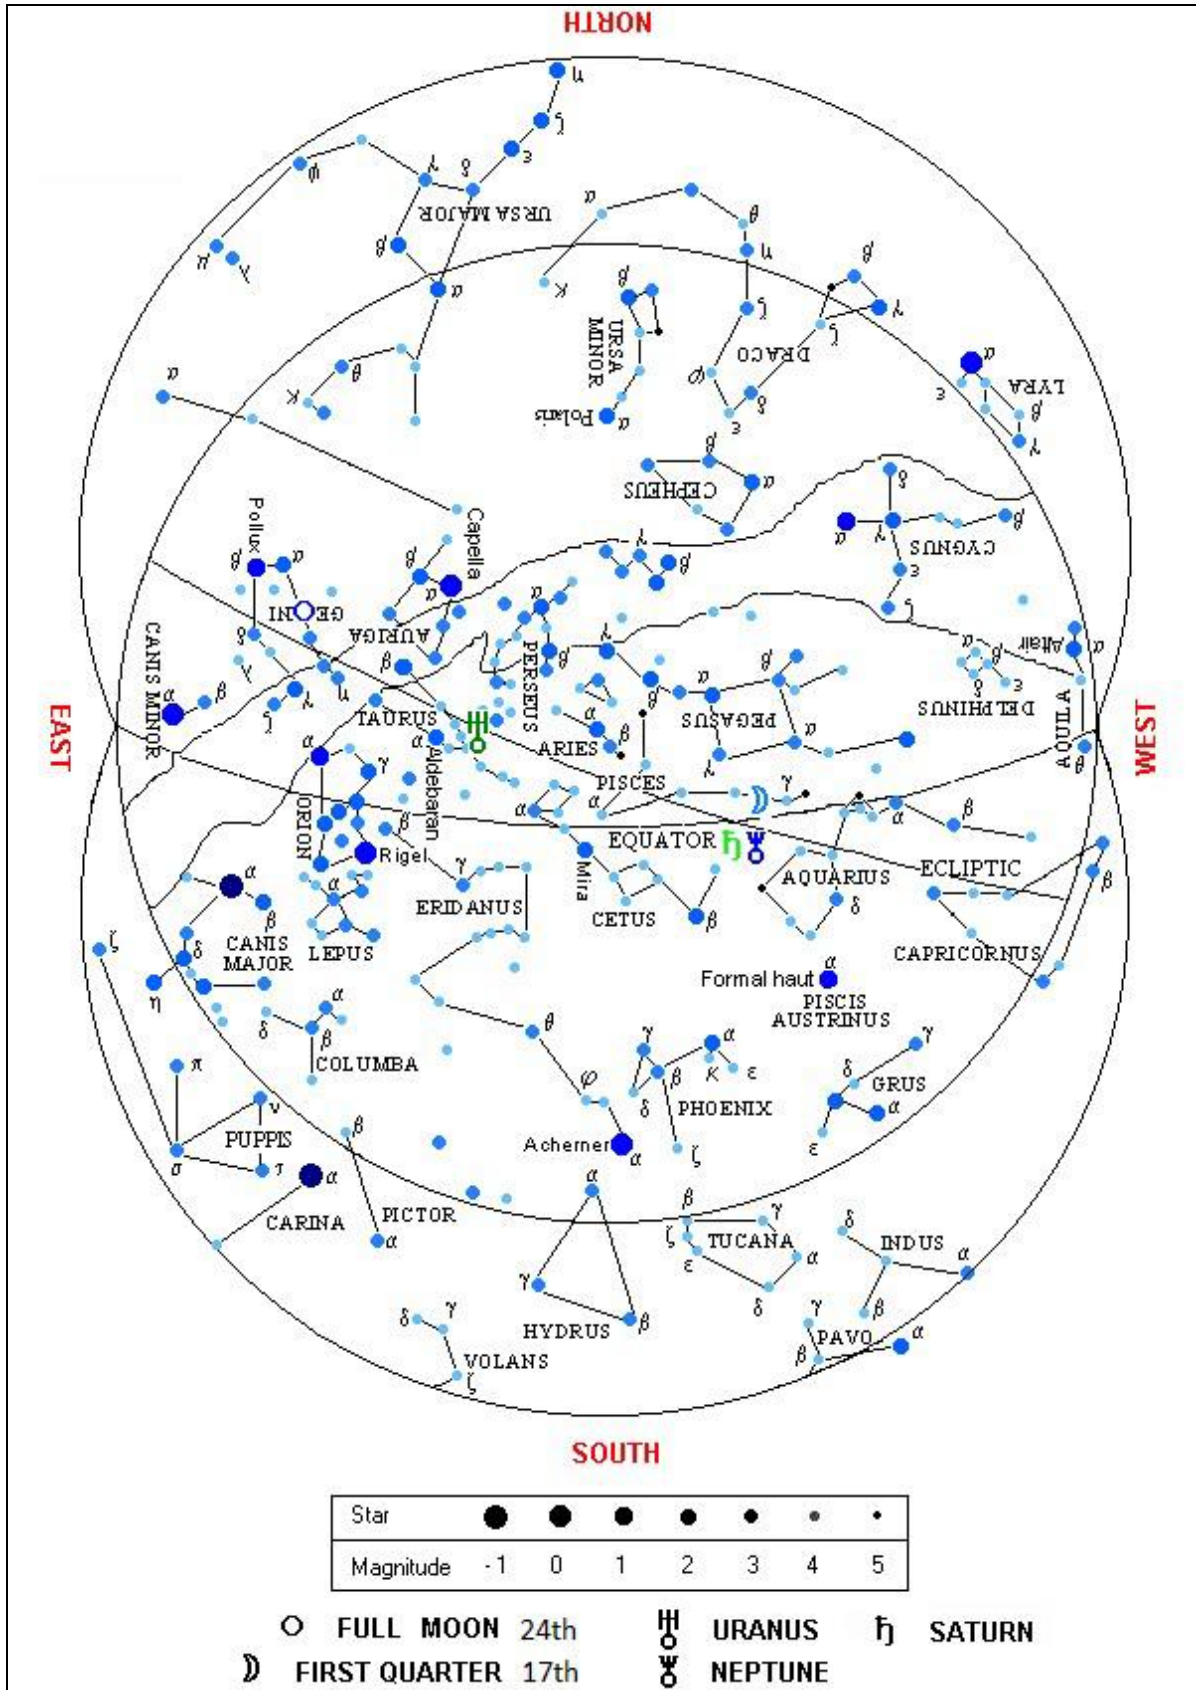 NORTH
η
ζ
ε
δ
γ
φ
URSA MAJOR
β
α
μ
λ
α
θ
η
κ
β
URSA
MINOR
ζ
DRACO
β
γ
ζ
φ
δ
ε
α
LYRA
ε
β
γ
θ
κ
α
Polaris
α
β
CEPHEUS
α
δ
α
γ
CYGNUS
β
ε
ζ
Pollux
β
α
GEMINI
δ
λ
γ
ζ
η
Capella
α
AURIGA
β
γ
β
α
PERSEUS
β
γ
β
α
β
PEGASUS
γ
α
α
β
δ
ε
DELPHINUS
Altair
α
AQUILA
θ
CANIS MINOR
α
β
EAST
WEST
TAURUS
α
Aldebaran
ARIES
α
β
PISCES
α
γ
α
γ
ORION
β
Rigel
α
Mira
EQUATOR
α
β
ECLIPTIC
β
AQUARIUS
δ
CAPRICORNUS
γ
ERIDANUS
CETUS
β
α
β
CANIS
MAJOR
δ
η
ζ
α
LEPUS
Formal haut
α
PISCIS
AUSTRINUS
α
δ
β
COLUMBA
θ
γ
α
β
κ
ε
δ
PHOENIX
ζ
γ
δ
GRUS
α
ε
π
ν
PUPPIS
σ
τ
β
φ
Acherner
α
α
CARINA
PICTOR
α
α
β
γ
ζ
TUCANA
ε
α
δ
δ
INDUS
α
β
γ
HYDRUS
β
γ
PAVO
α
β
δ
γ
VOLANS
ζ
SOUTH
Star
Magnitude -1 0 1 2 3 4 5
FULL MOON 24th
URANUS
SATURN
FIRST QUARTER 17th
NEPTUNE